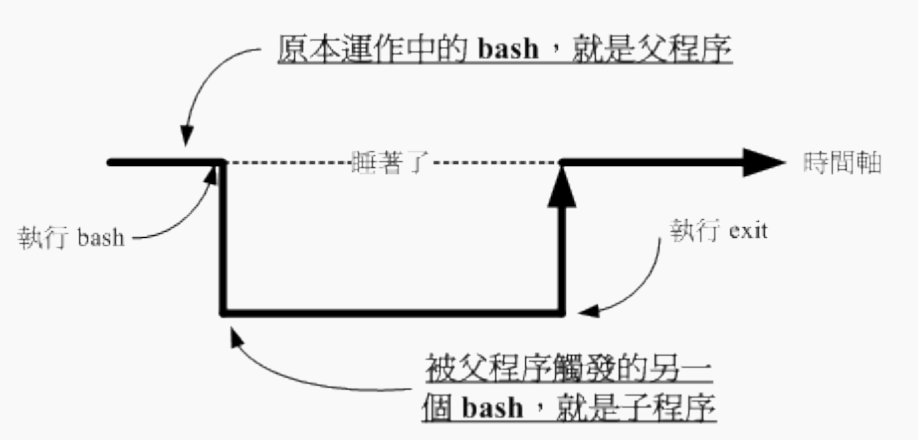 原本運作中的 bash，就是父程序
睡著了
時間軸
執行 bash
執行 exit
被父程序觸發的另一
個 bash，就是子程序